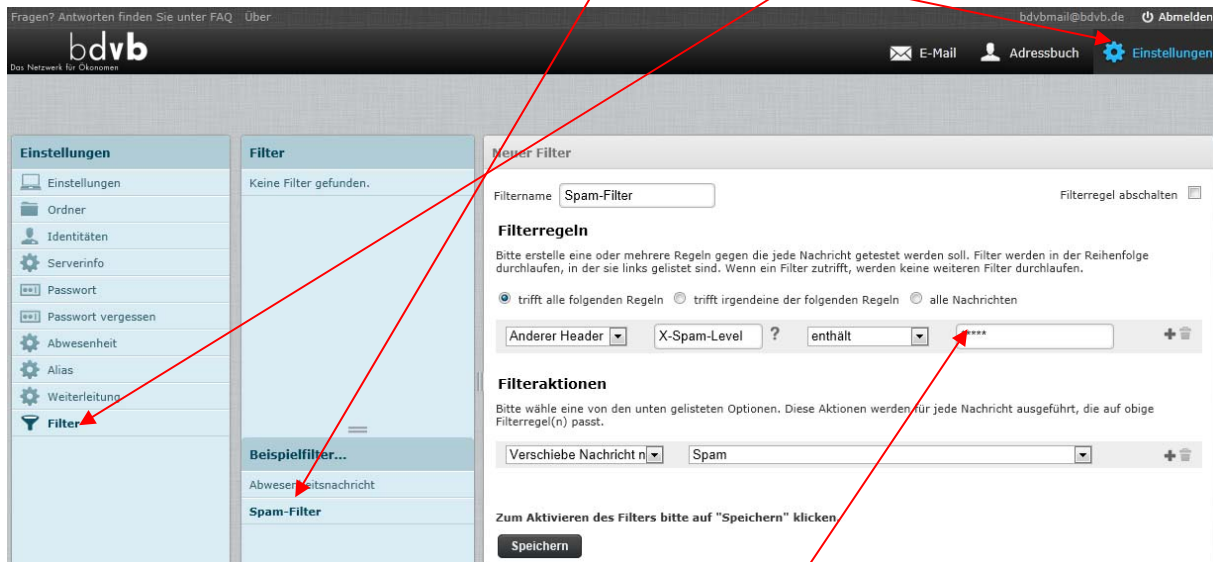 Fragen? Antworten finden Sie unter FAQ Über
bdvbmail@bdvb.de Abmelden
bdvb
Das Netzwerk für Ökonomen
E-Mail Adressbuch Einstellungen
Einstellungen
Einstellungen
Ordner
Identitäten
Serverinfo
Passwort
Passwort vergessen
Abwesenheit
Alias
Weiterleitung
Filter
Filter
Keine Filter gefunden.
Beispielfilter...
Abwesenheitsnachricht
Spam-Filter
Neuer Filter
Filtername Spam-Filter Filterregel abschalten
Filterregeln
Bitte erstelle eine oder mehrere Regeln gegen die jede Nachricht getestet werden soll. Filter werden in der Reihenfolge
durchlaufen, in der sie links gelistet sind. Wenn ein Filter zutrifft, werden keine weiteren Filter durchlaufen.
trifft alle folgenden Regeln trifft irgendeine der folgenden Regeln alle Nachrichten
Anderer Header X-Spam-Level ? enthält *****
Filteraktionen
Bitte wähle eine von den unten gelisteten Optionen. Diese Aktionen werden für jede Nachricht ausgeführt, die auf obige
Filterregel(n) passt.
Verschiebe Nachricht n Spam
Zum Aktivieren des Filters bitte auf "Speichern" klicken.
Speichern